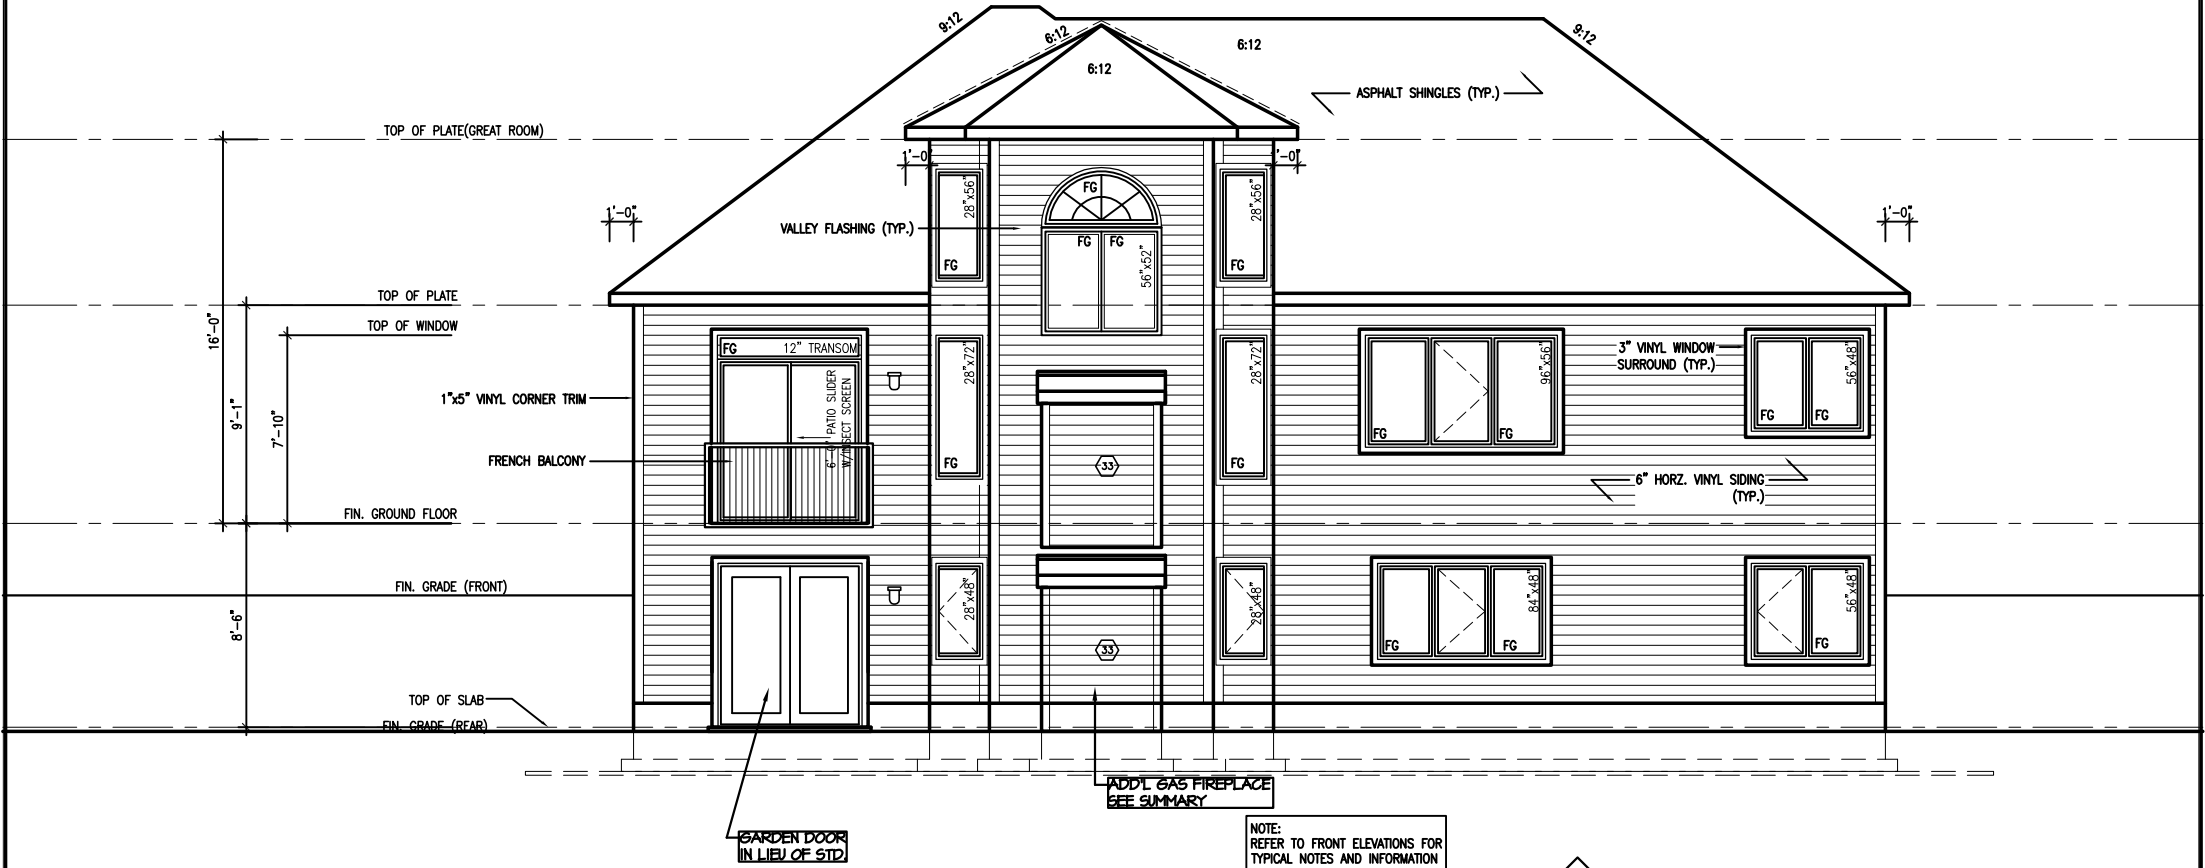 9:12
6:12
6:12
6:12
9:12
ASPHALT SHINGLES (TYP.)
TOP OF PLATE(GREAT ROOM)
1'-0"
1'-0"
1'-0"
1'-0"
28"x56"
FG
FG
28"x56"
VALLEY FLASHING (TYP.)
FG FG
56"x52"
FG
FG
TOP OF PLATE
TOP OF WINDOW
16'-0"
9'-1"
7'-10"
FG 12" TRANSOM
28"x72"
28"x72"
96"x56"
3" VINYL WINDOW
SURROUND (TYP.)
56"x48"
1"x5" VINYL CORNER TRIM
6'-0" PATIO SLIDER
W/INSECT SCREEN
FG FG
FG
FG
FRENCH BALCONY
FG
FG
33
6" HORZ. VINYL SIDING
(TYP.)
FIN. GROUND FLOOR
FIN. GRADE (FRONT)
8'-6"
28"x48"
28"x48"
84"x48"
56"x48"
33
FG
FG
FG
TOP OF SLAB
FIN. GRADE (REAR)
ADD'L GAS FIREPLACE
SEE SUMMARY
GARDEN DOOR
IN LIEU OF STD.
NOTE:
REFER TO FRONT ELEVATIONS FOR
TYPICAL NOTES AND INFORMATION